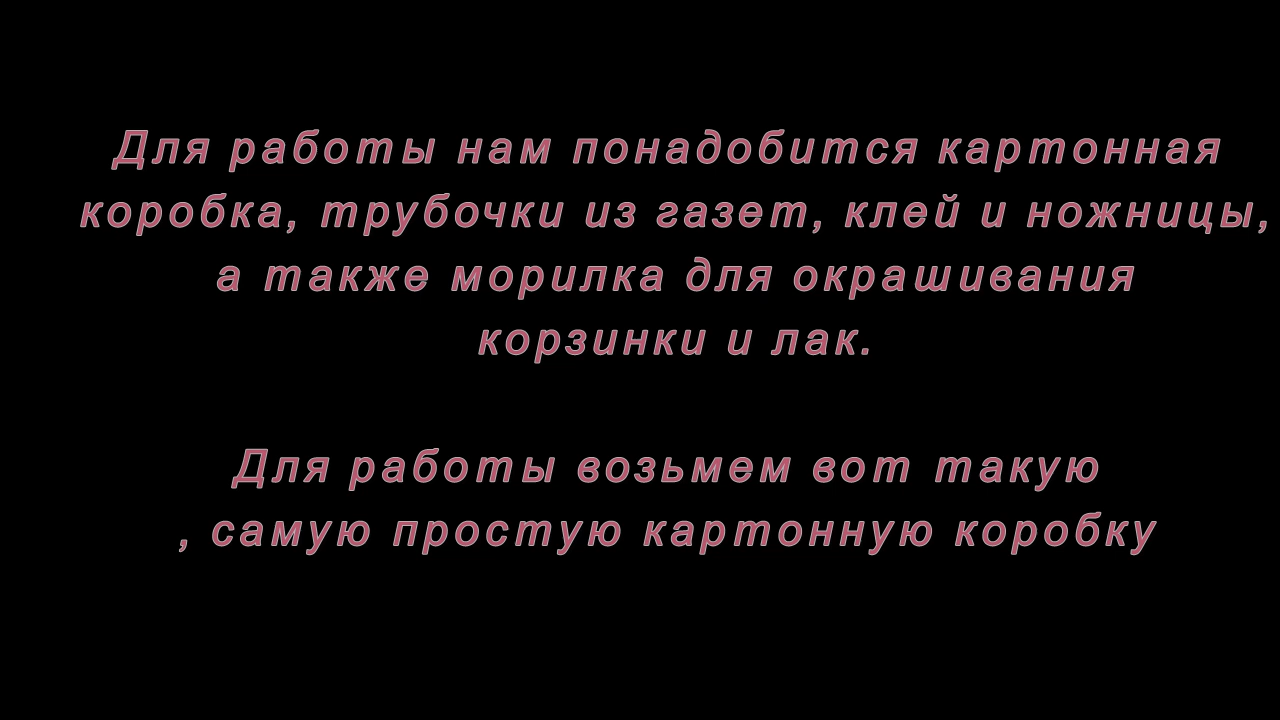 Для работы нам понадобится картонная
коробка, трубочки из газет, клей и ножницы,
а также морилка для окрашивания
корзинки и лак.
Для работы возьмем вот такую
, самую простую картонную коробку